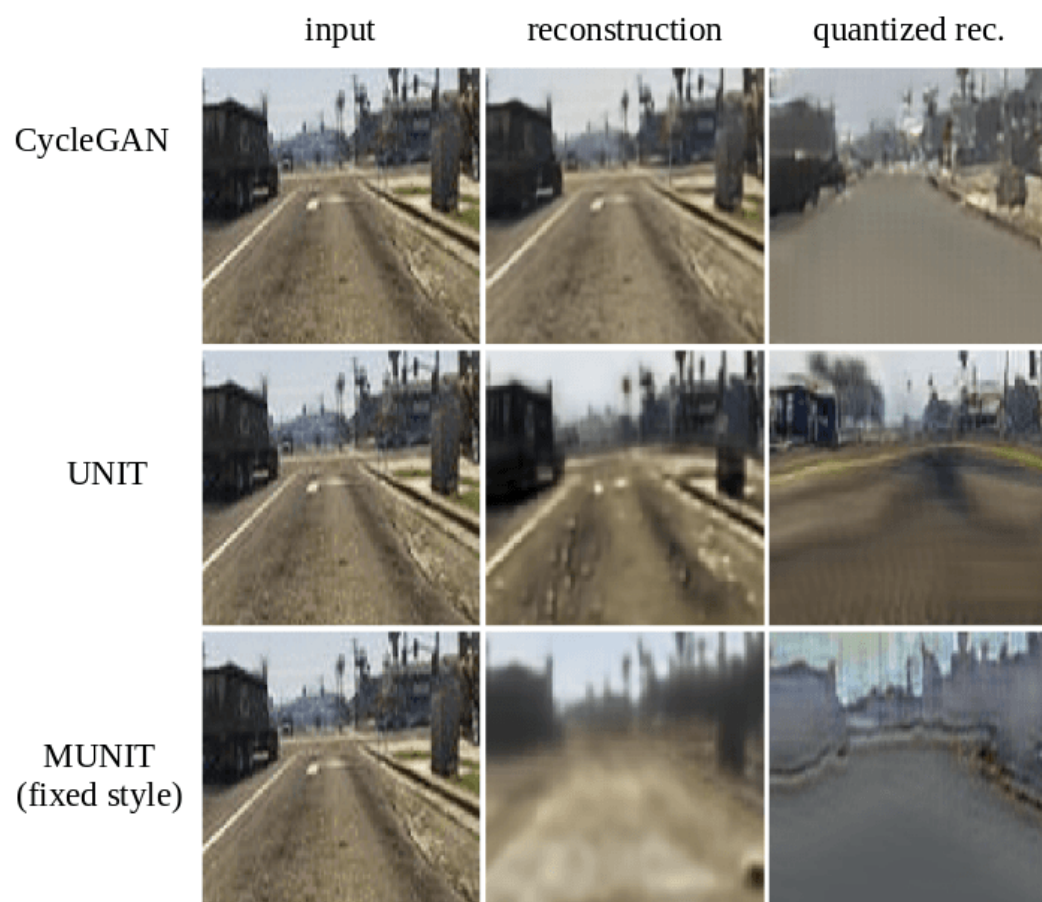 input reconstruction quantized rec.
CycleGAN
UNIT
MUNIT
(fixed style)